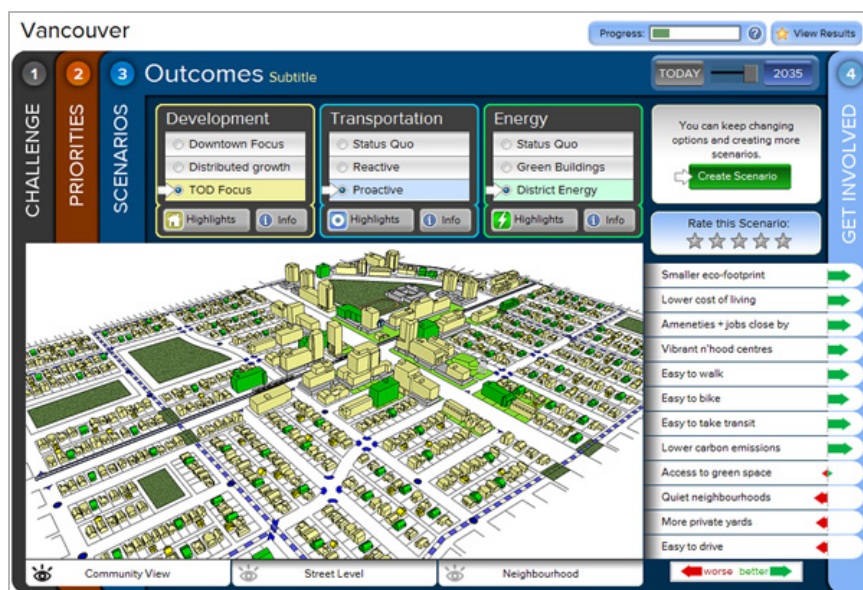 Vancouver
Progress:
?
View Results
1
CHALLENGE
2
PRIORITIES
3
SCENARIOS
Outcomes Subtitle
TODAY
2035
4
GET INVOLVED
Development
Downtown Focus
Distributed growth
TOD Focus
Highlights
i Info
Transportation
Status Quo
Reactive
Proactive
Highlights
i Info
Energy
Status Quo
Green Buildings
District Energy
Highlights
i Info
You can keep changing
options and creating more
scenarios.
Create Scenario
Rate this Scenario:
Smaller eco-footprint
Lower cost of living
Ameneties + jobs close by
Vibrant n'hood centres
Easy to walk
Easy to bike
Easy to take transit
Lower carbon emissions
Access to green space
Quiet neighbourhoods
More private yards
Easy to drive
worse better
Community View
Street Level
Neighbourhood